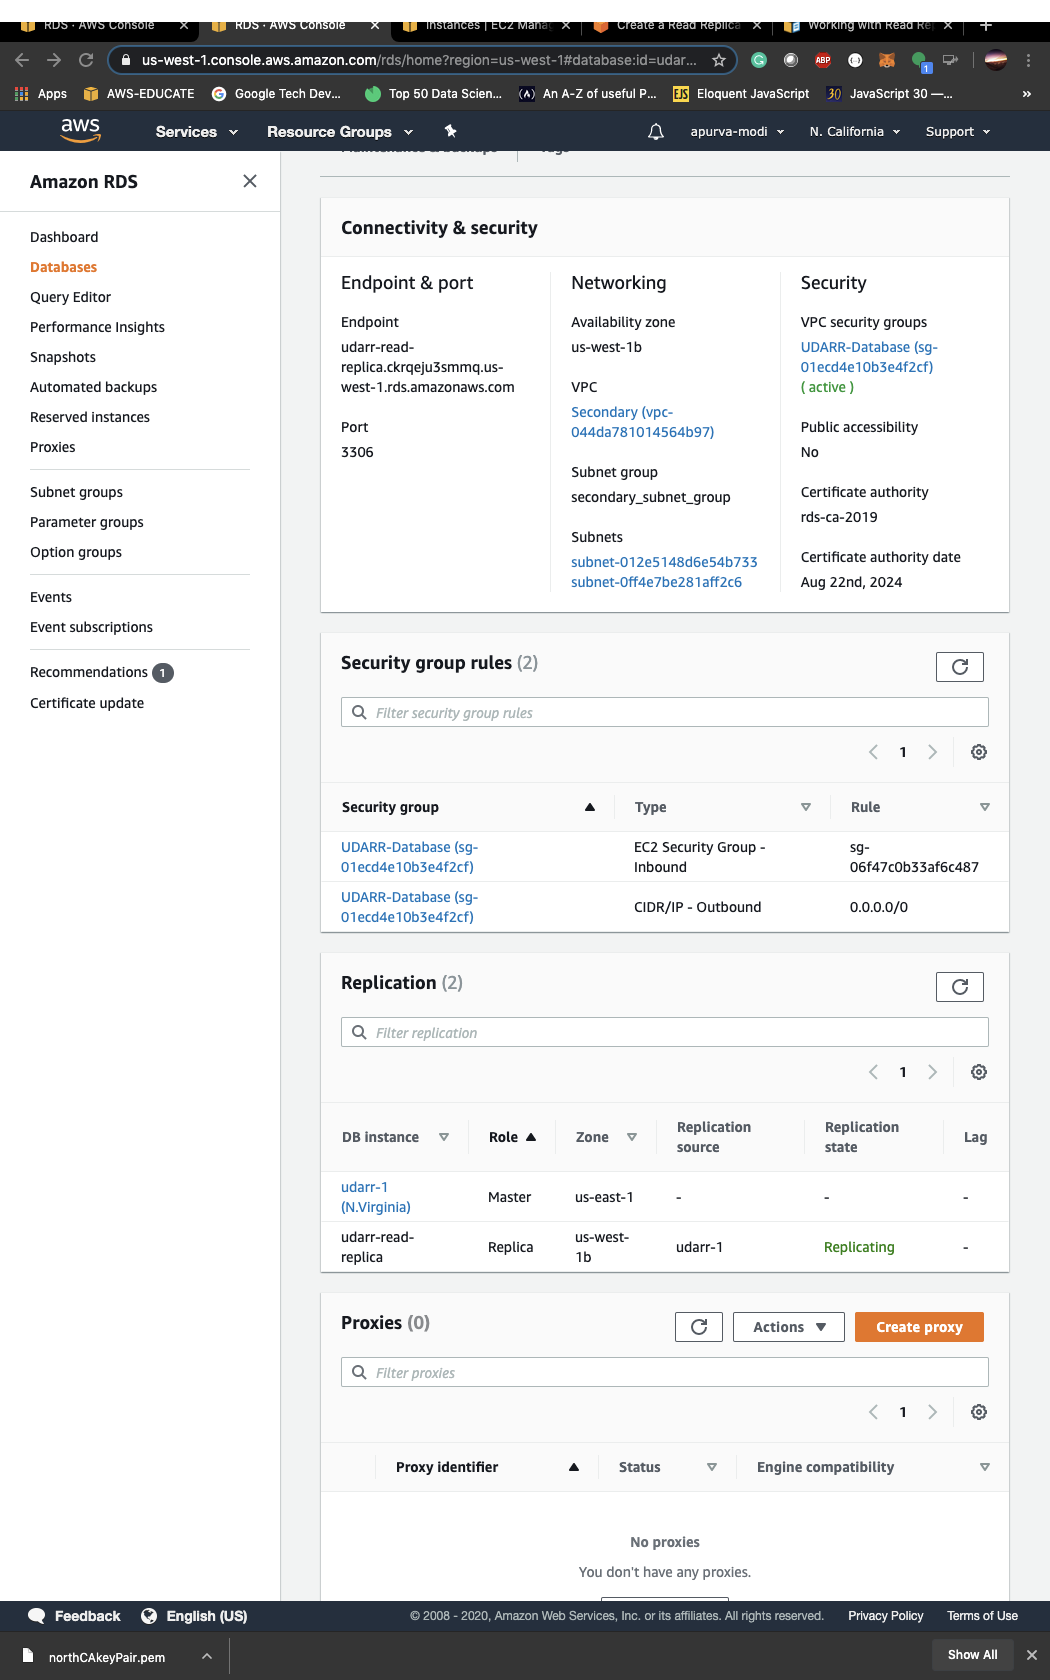 RDS · AWS Console
RDS · AWS Console
Instances | EC2 Manag
Create a Read Replica
Working with Read Rep
us-west-1.console.aws.amazon.com/rds/home?region=us-west-1#database:id=udar...
ABP
1
Apps
AWS-EDUCATE
Google Tech Dev...
Top 50 Data Scien...
An A-Z of useful P...
EJS
Eloquent JavaScript
30
JavaScript 30 —...
»
aws
Services
Resource Groups
apurva-modi
N. California
Support
Maintenance & backups
Tags
Amazon RDS
Dashboard
Databases
Query Editor
Performance Insights
Snapshots
Automated backups
Reserved instances
Proxies
Subnet groups
Parameter groups
Option groups
Events
Event subscriptions
Recommendations 1
Certificate update
Connectivity & security
Endpoint & port
Endpoint
udarr-read-
replica.ckrqeju3smmq.us-
west-1.rds.amazonaws.com
Port
3306
Networking
Availability zone
us-west-1b
VPC
Secondary (vpc-
044da781014564b97)
Subnet group
secondary_subnet_group
Subnets
subnet-012e5148d6e54b733
subnet-0ff4e7be281aff2c6
Security
VPC security groups
UDARR-Database (sg-
01ecd4e10b3e4f2cf)
( active )
Public accessibility
No
Certificate authority
rds-ca-2019
Certificate authority date
Aug 22nd, 2024
Security group rules (2)
Filter security group rules
1
Security group
Type
Rule
UDARR-Database (sg-
01ecd4e10b3e4f2cf)
EC2 Security Group -
Inbound
sg-
06f47c0b33af6c487
UDARR-Database (sg-
01ecd4e10b3e4f2cf)
CIDR/IP - Outbound
0.0.0.0/0
Replication (2)
Filter replication
1
DB instance
Role
Zone
Replication
source
Replication
state
Lag
udarr-1
(N.Virginia)
Master
us-east-1
-
-
-
udarr-read-
replica
Replica
us-west-
1b
udarr-1
Replicating
-
Proxies (0)
Actions
Create proxy
Filter proxies
1
Proxy identifier
Status
Engine compatibility
No proxies
You don't have any proxies.
Feedback
English (US)
© 2008 - 2020, Amazon Web Services, Inc. or its affiliates. All rights reserved.
Privacy Policy
Terms of Use
northCAkeyPair.pem
Show All